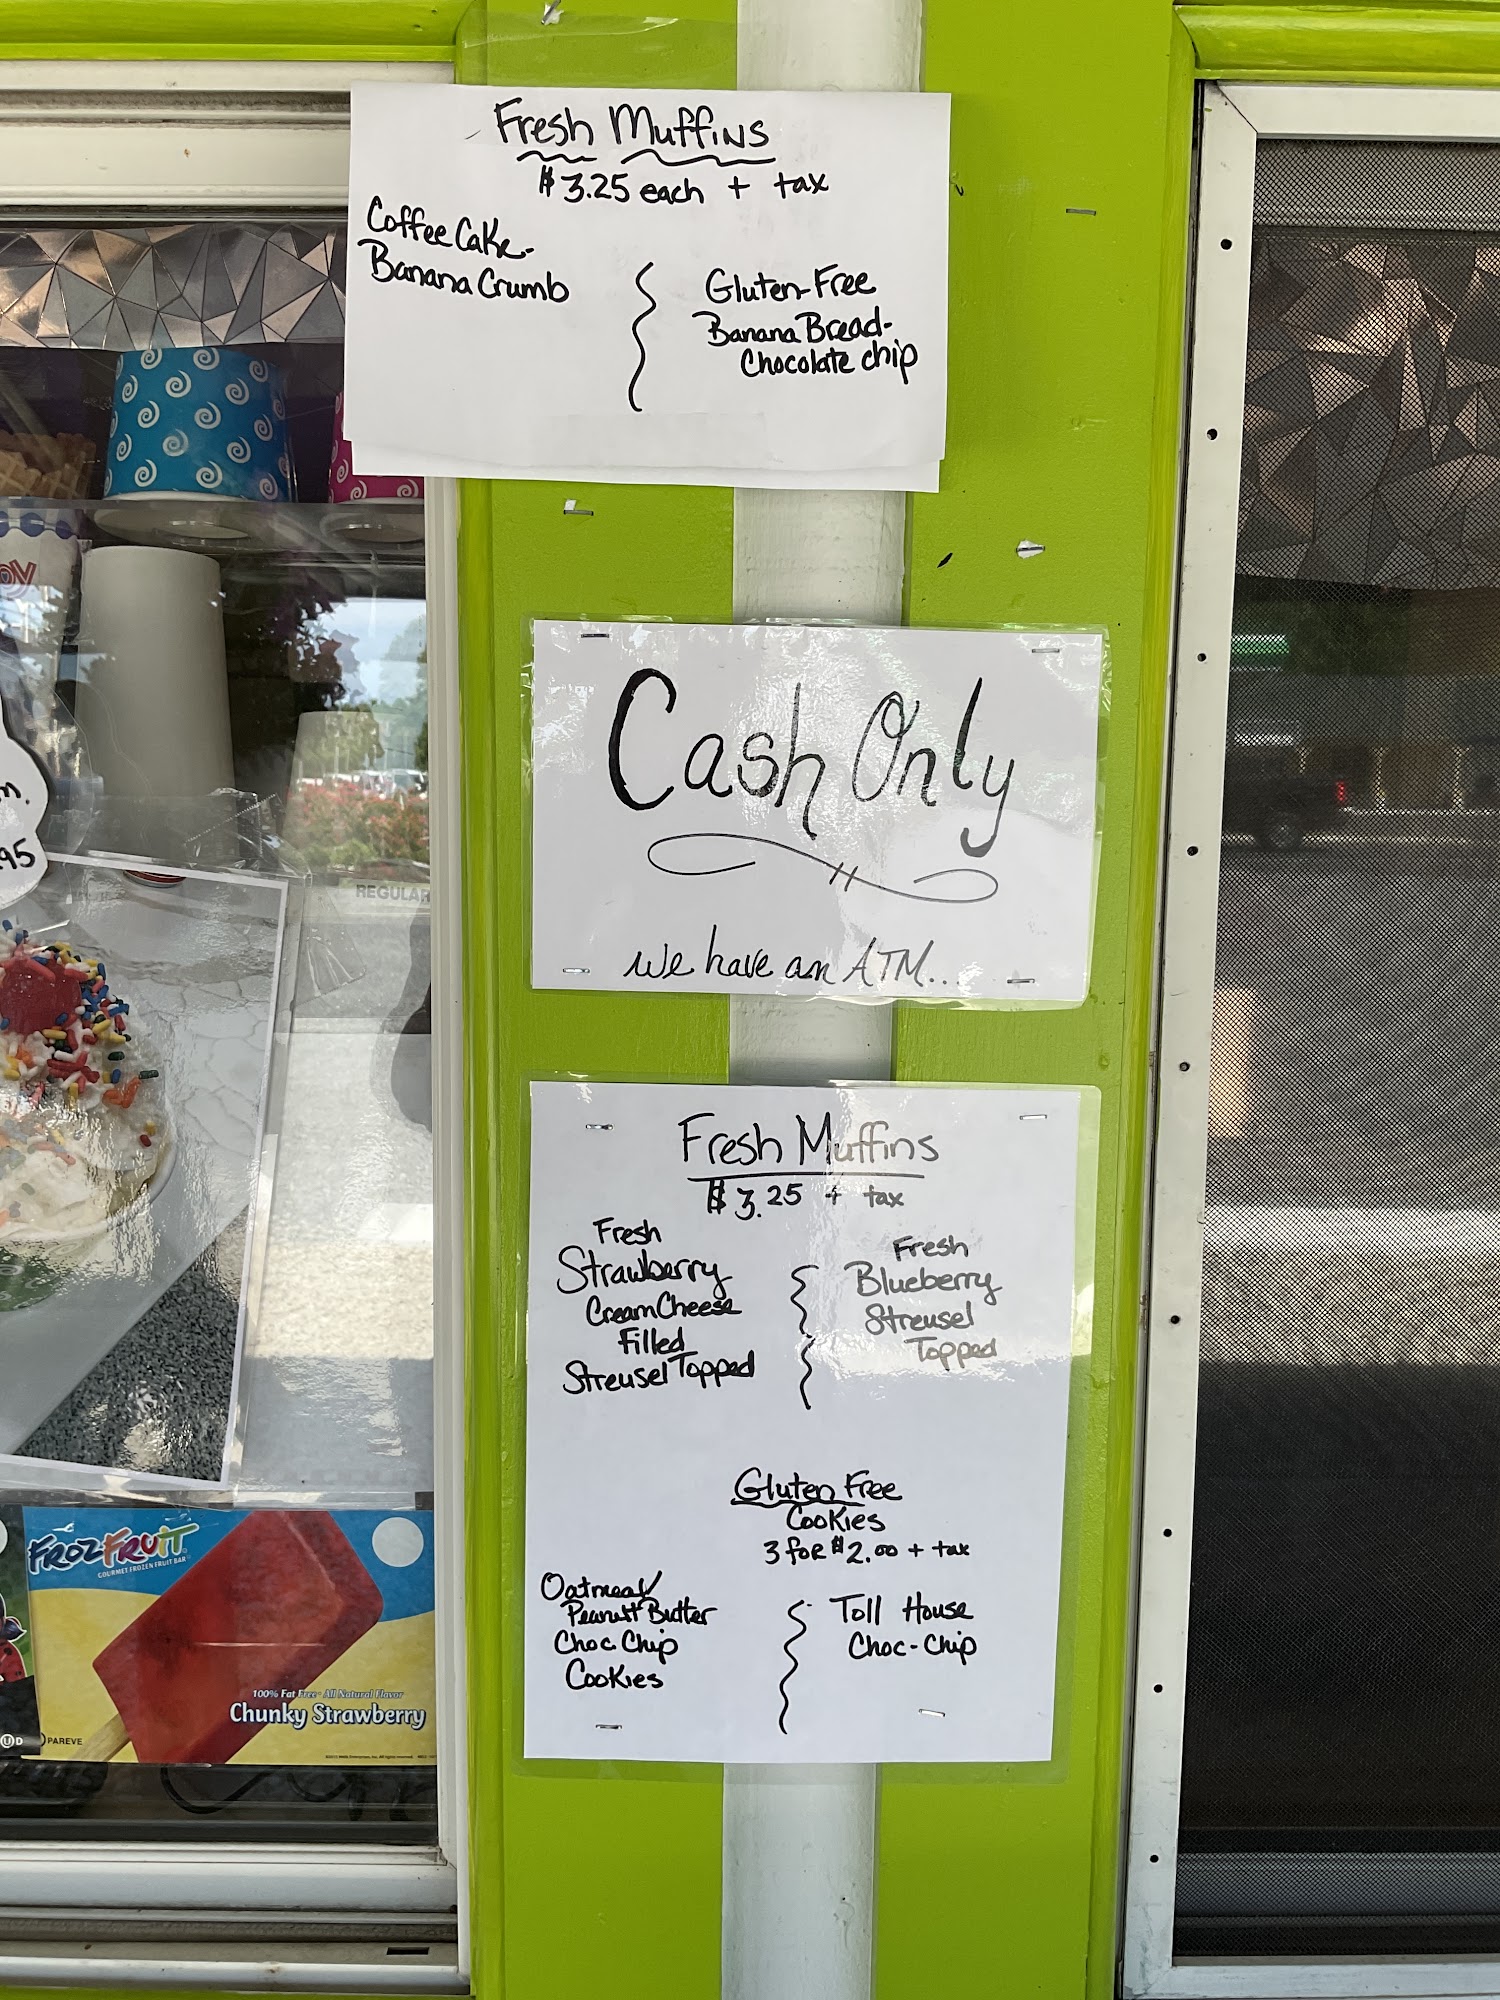 Fresh Muffins
$3.25 each + tax
Coffee Cake-
Banana Crumb
Gluten-Free
Banana Bread-
Chocolate chip
Cash Only
We have an ATM...
Fresh Muffins
$3.25 + tax
Fresh
Strawberry
Cream Cheese
Filled
Streusel Topped
Fresh
Blueberry
Streusel
Topped
Gluten Free
Cookies
3 for $2.00 + tax
Oatmeal/
Peanutt Butter
Choc Chip
Cookies
Toll House
Choc-Chip
95
REGULAR
FROZFRUIT
GOURMET FROZEN FRUIT BAR
100% Fat Free - All Natural Flavor
Chunky Strawberry
U D
PAREVE